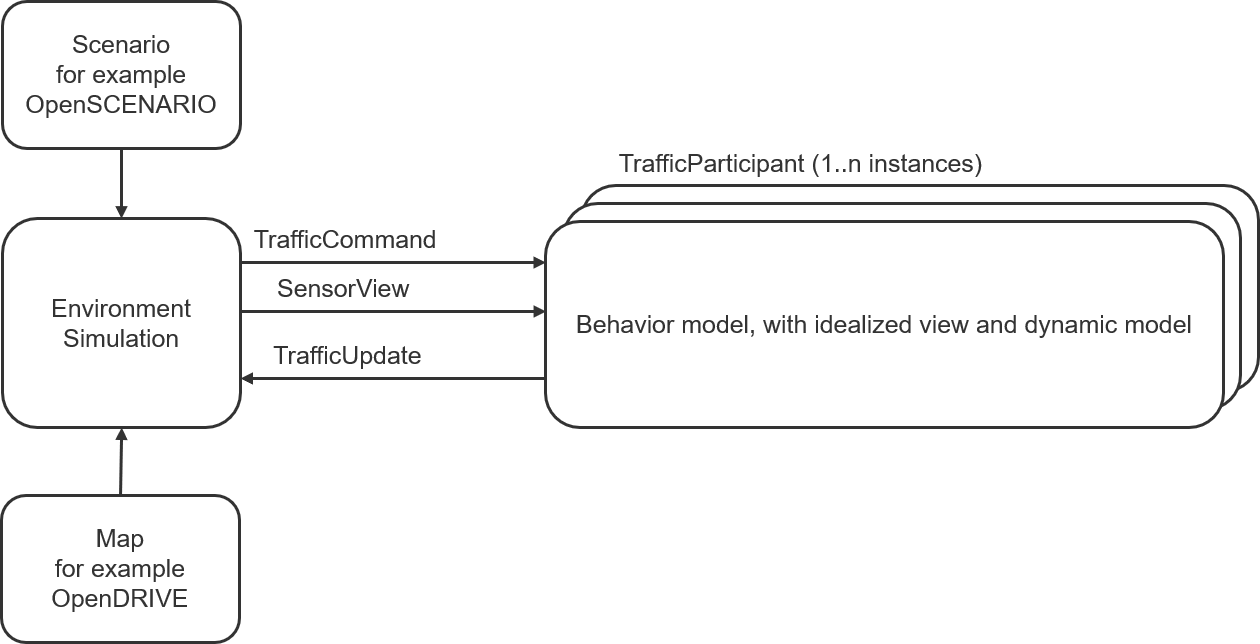 Scenario
for example
OpenSCENARIO
TrafficParticipant (1..n instances)
TrafficCommand
SensorView
TrafficUpdate
Environment
Simulation
Behavior model, with idealized view and dynamic model
Map
for example
OpenDRIVE